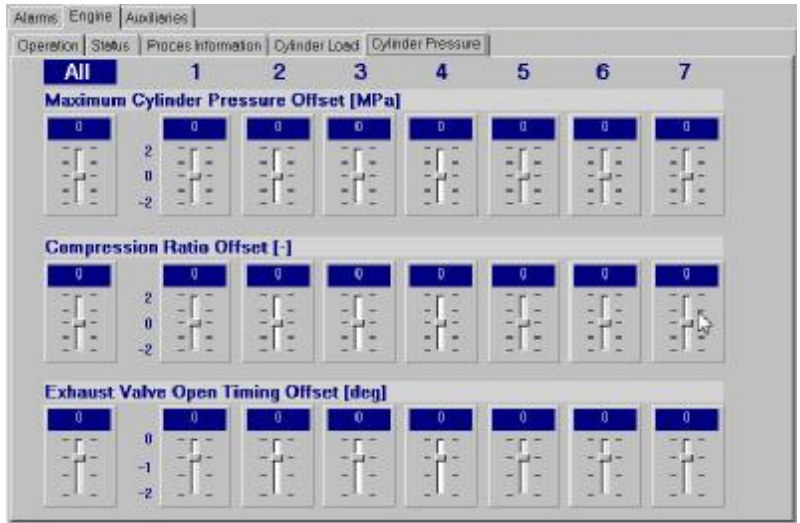 Alarms Engine Auxiliaries
Operation Status Proces Information Cylinder Load Cylinder Pressure
All 1 2 3 4 5 6 7
Maximum Cylinder Pressure Offset [MPa]
0 0 0 0 0 0 0 0
2
0
-2
Compression Ratio Offset [-]
0 0 0 0 0 0 0 0
2
0
-2
Exhaust Valve Open Timing Offset [deg]
0 0 0 0 0 0 0 0
0
-1
-2